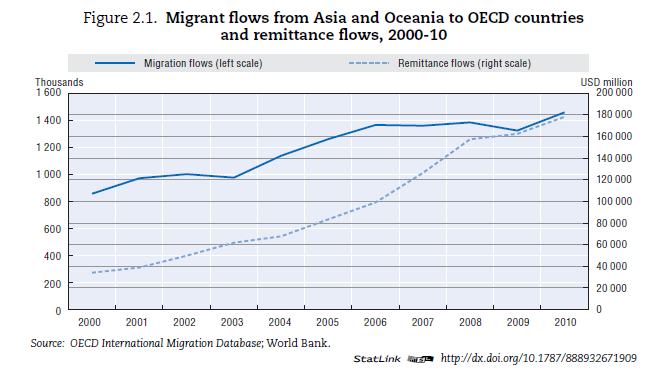 Figure 2.1. Migrant flows from Asia and Oceania to OECD countries
and remittance flows, 2000-10
Migration flows (left scale) Remittance flows (right scale)
Thousands USD million
1 600 200 000
1 400 180 000
160 000
1 200 140 000
1 000 120 000
800 100 000
600 80 000
60 000
400 40 000
200 20 000
0 0
2000 2001 2002 2003 2004 2005 2006 2007 2008 2009 2010
Source: OECD International Migration Database; World Bank.
StatLink http://dx.doi.org/10.1787/888932671909